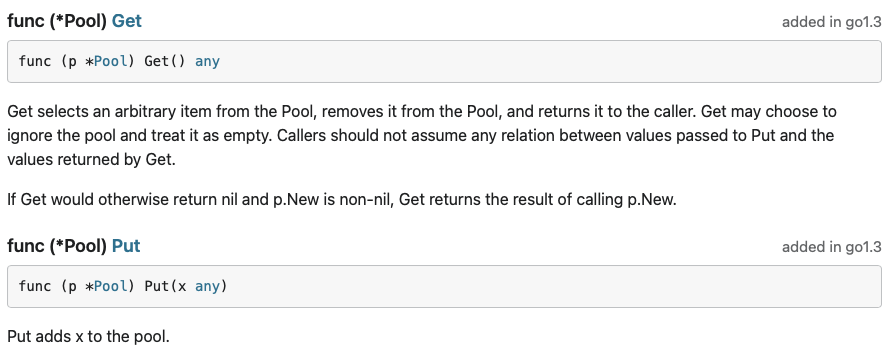 func (*Pool) Get added in go1.3
func (p *Pool) Get() any
Get selects an arbitrary item from the Pool, removes it from the Pool, and returns it to the caller. Get may choose to
ignore the pool and treat it as empty. Callers should not assume any relation between values passed to Put and the
values returned by Get.
If Get would otherwise return nil and p.New is non-nil, Get returns the result of calling p.New.
func (*Pool) Put added in go1.3
func (p *Pool) Put(x any)
Put adds x to the pool.